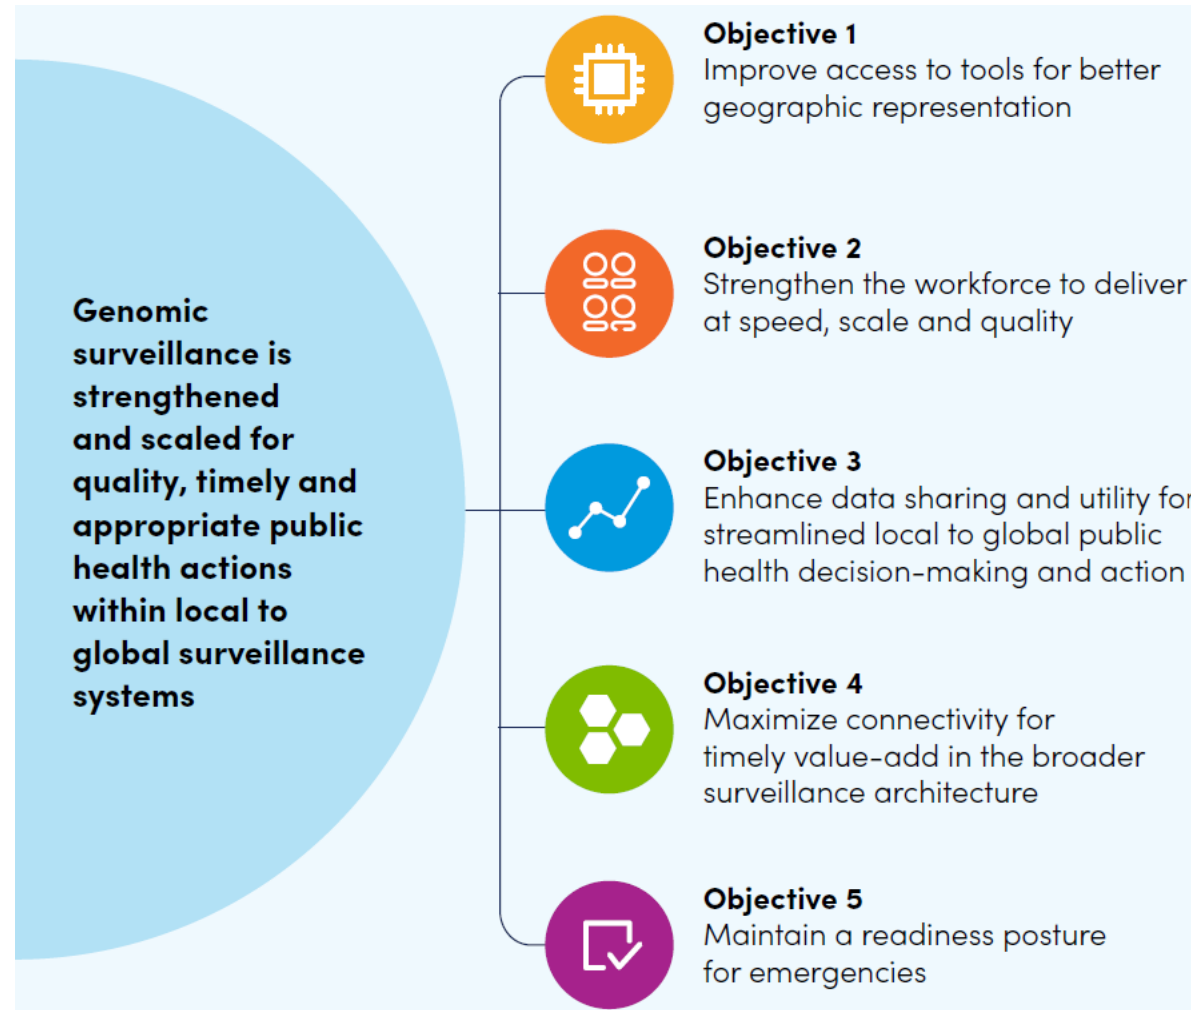 Genomic
surveillance is
strengthened
and scaled for
quality, timely and
appropriate public
health actions
within local to
global surveillance
systems
Objective 1
Improve access to tools for better
geographic representation
Objective 2
Strengthen the workforce to deliver
at speed, scale and quality
Objective 3
Enhance data sharing and utility for
streamlined local to global public
health decision-making and action
Objective 4
Maximize connectivity for
timely value-add in the broader
surveillance architecture
Objective 5
Maintain a readiness posture
for emergencies